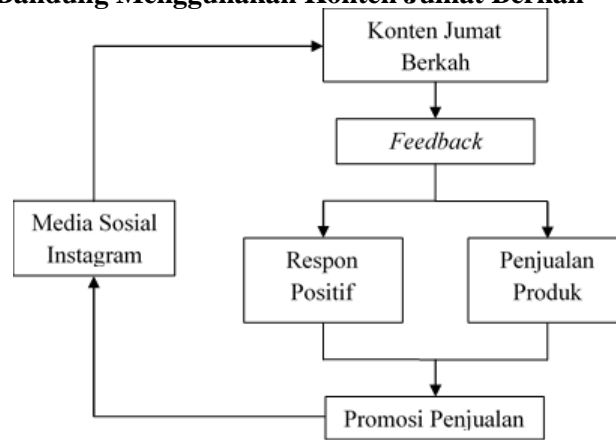 Bandung Menggunakan Konten Jumat Berkah
Konten Jumat
Berkah
Feedback
Media Sosial
Instagram
Respon
Positif
Penjualan
Produk
Promosi Penjualan